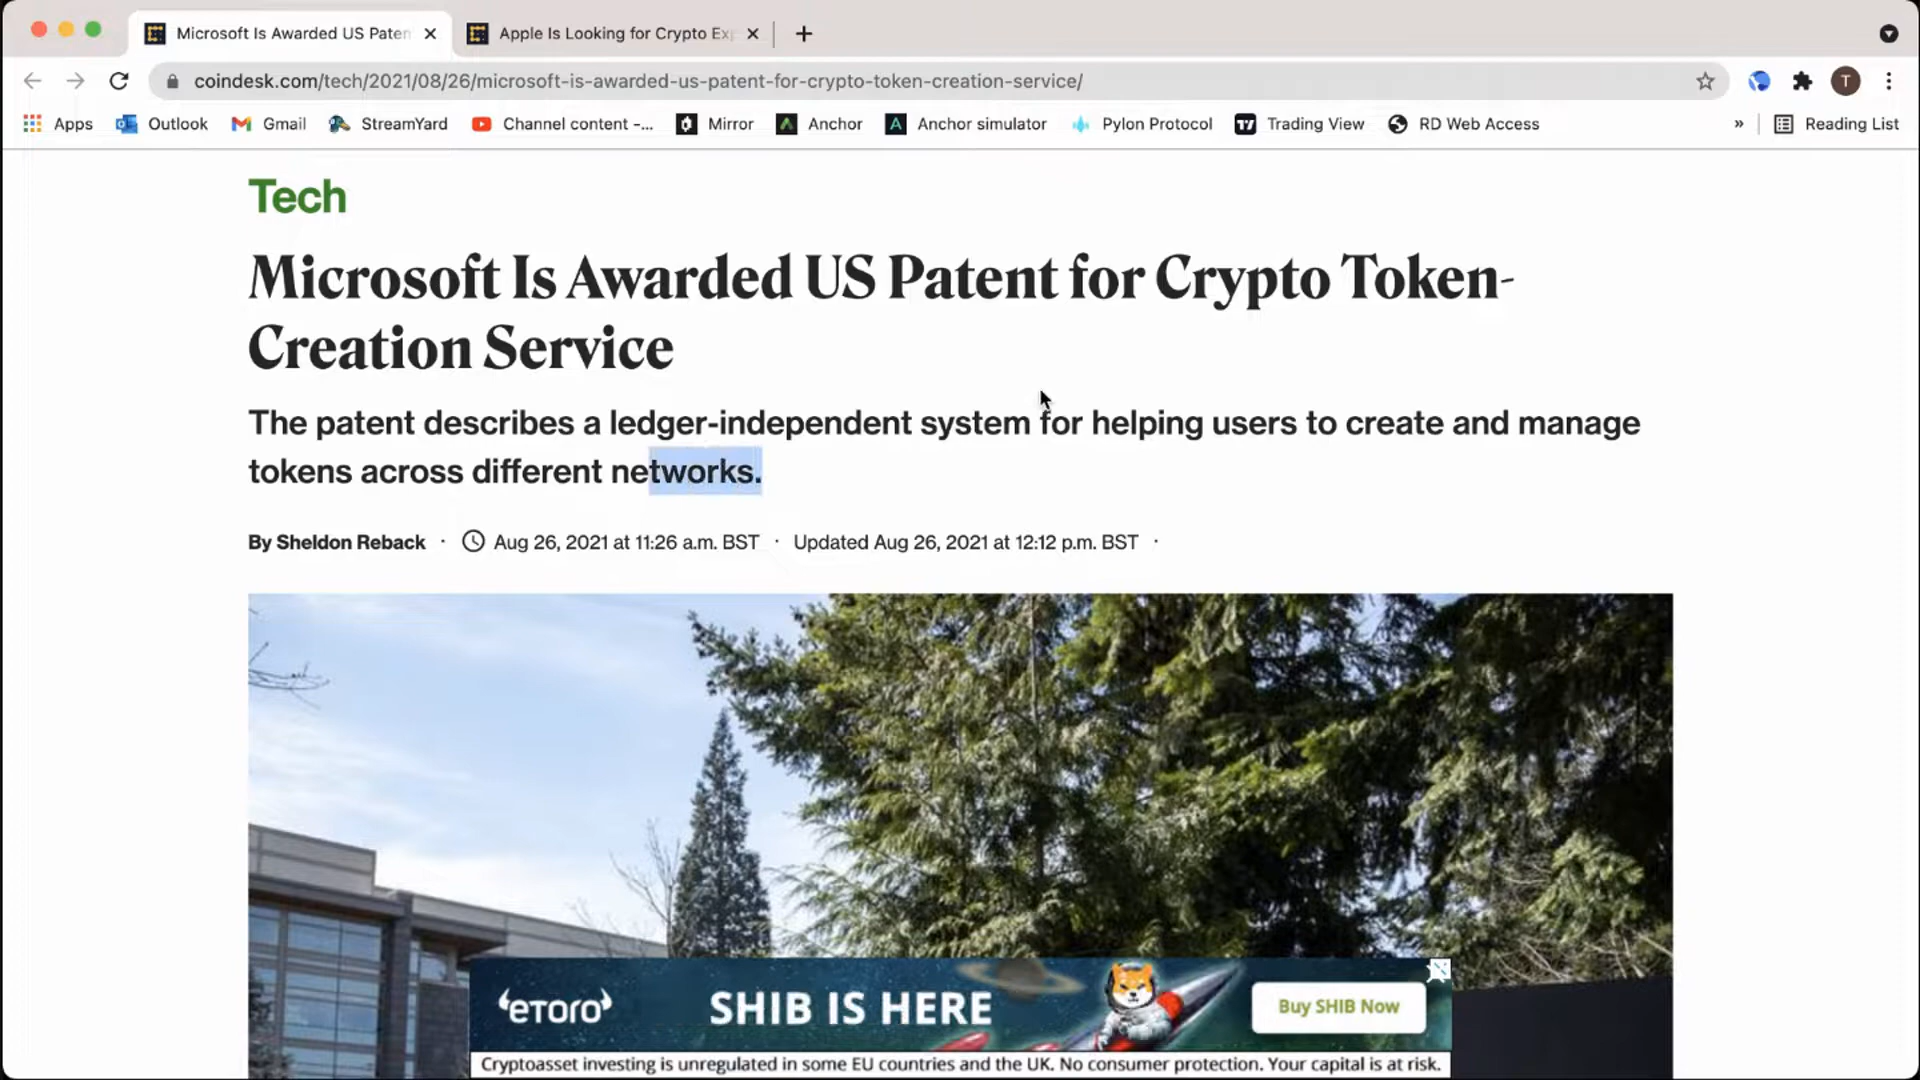 Microsoft Is Awarded US Paten
Apple Is Looking for Crypto Exp
coindesk.com/tech/2021/08/26/microsoft-is-awarded-us-patent-for-crypto-token-creation-service/
T
Apps Outlook Gmail StreamYard Channel content -... Mirror Anchor Anchor simulator Pylon Protocol Trading View RD Web Access » Reading List
Tech
Microsoft Is Awarded US Patent for Crypto Token-
Creation Service
The patent describes a ledger-independent system for helping users to create and manage
tokens across different networks.
By Sheldon Reback · Aug 26, 2021 at 11:26 a.m. BST · Updated Aug 26, 2021 at 12:12 p.m. BST ·
eToro SHIB IS HERE Buy SHIB Now
Cryptoasset investing is unregulated in some EU countries and the UK. No consumer protection. Your capital is at risk.